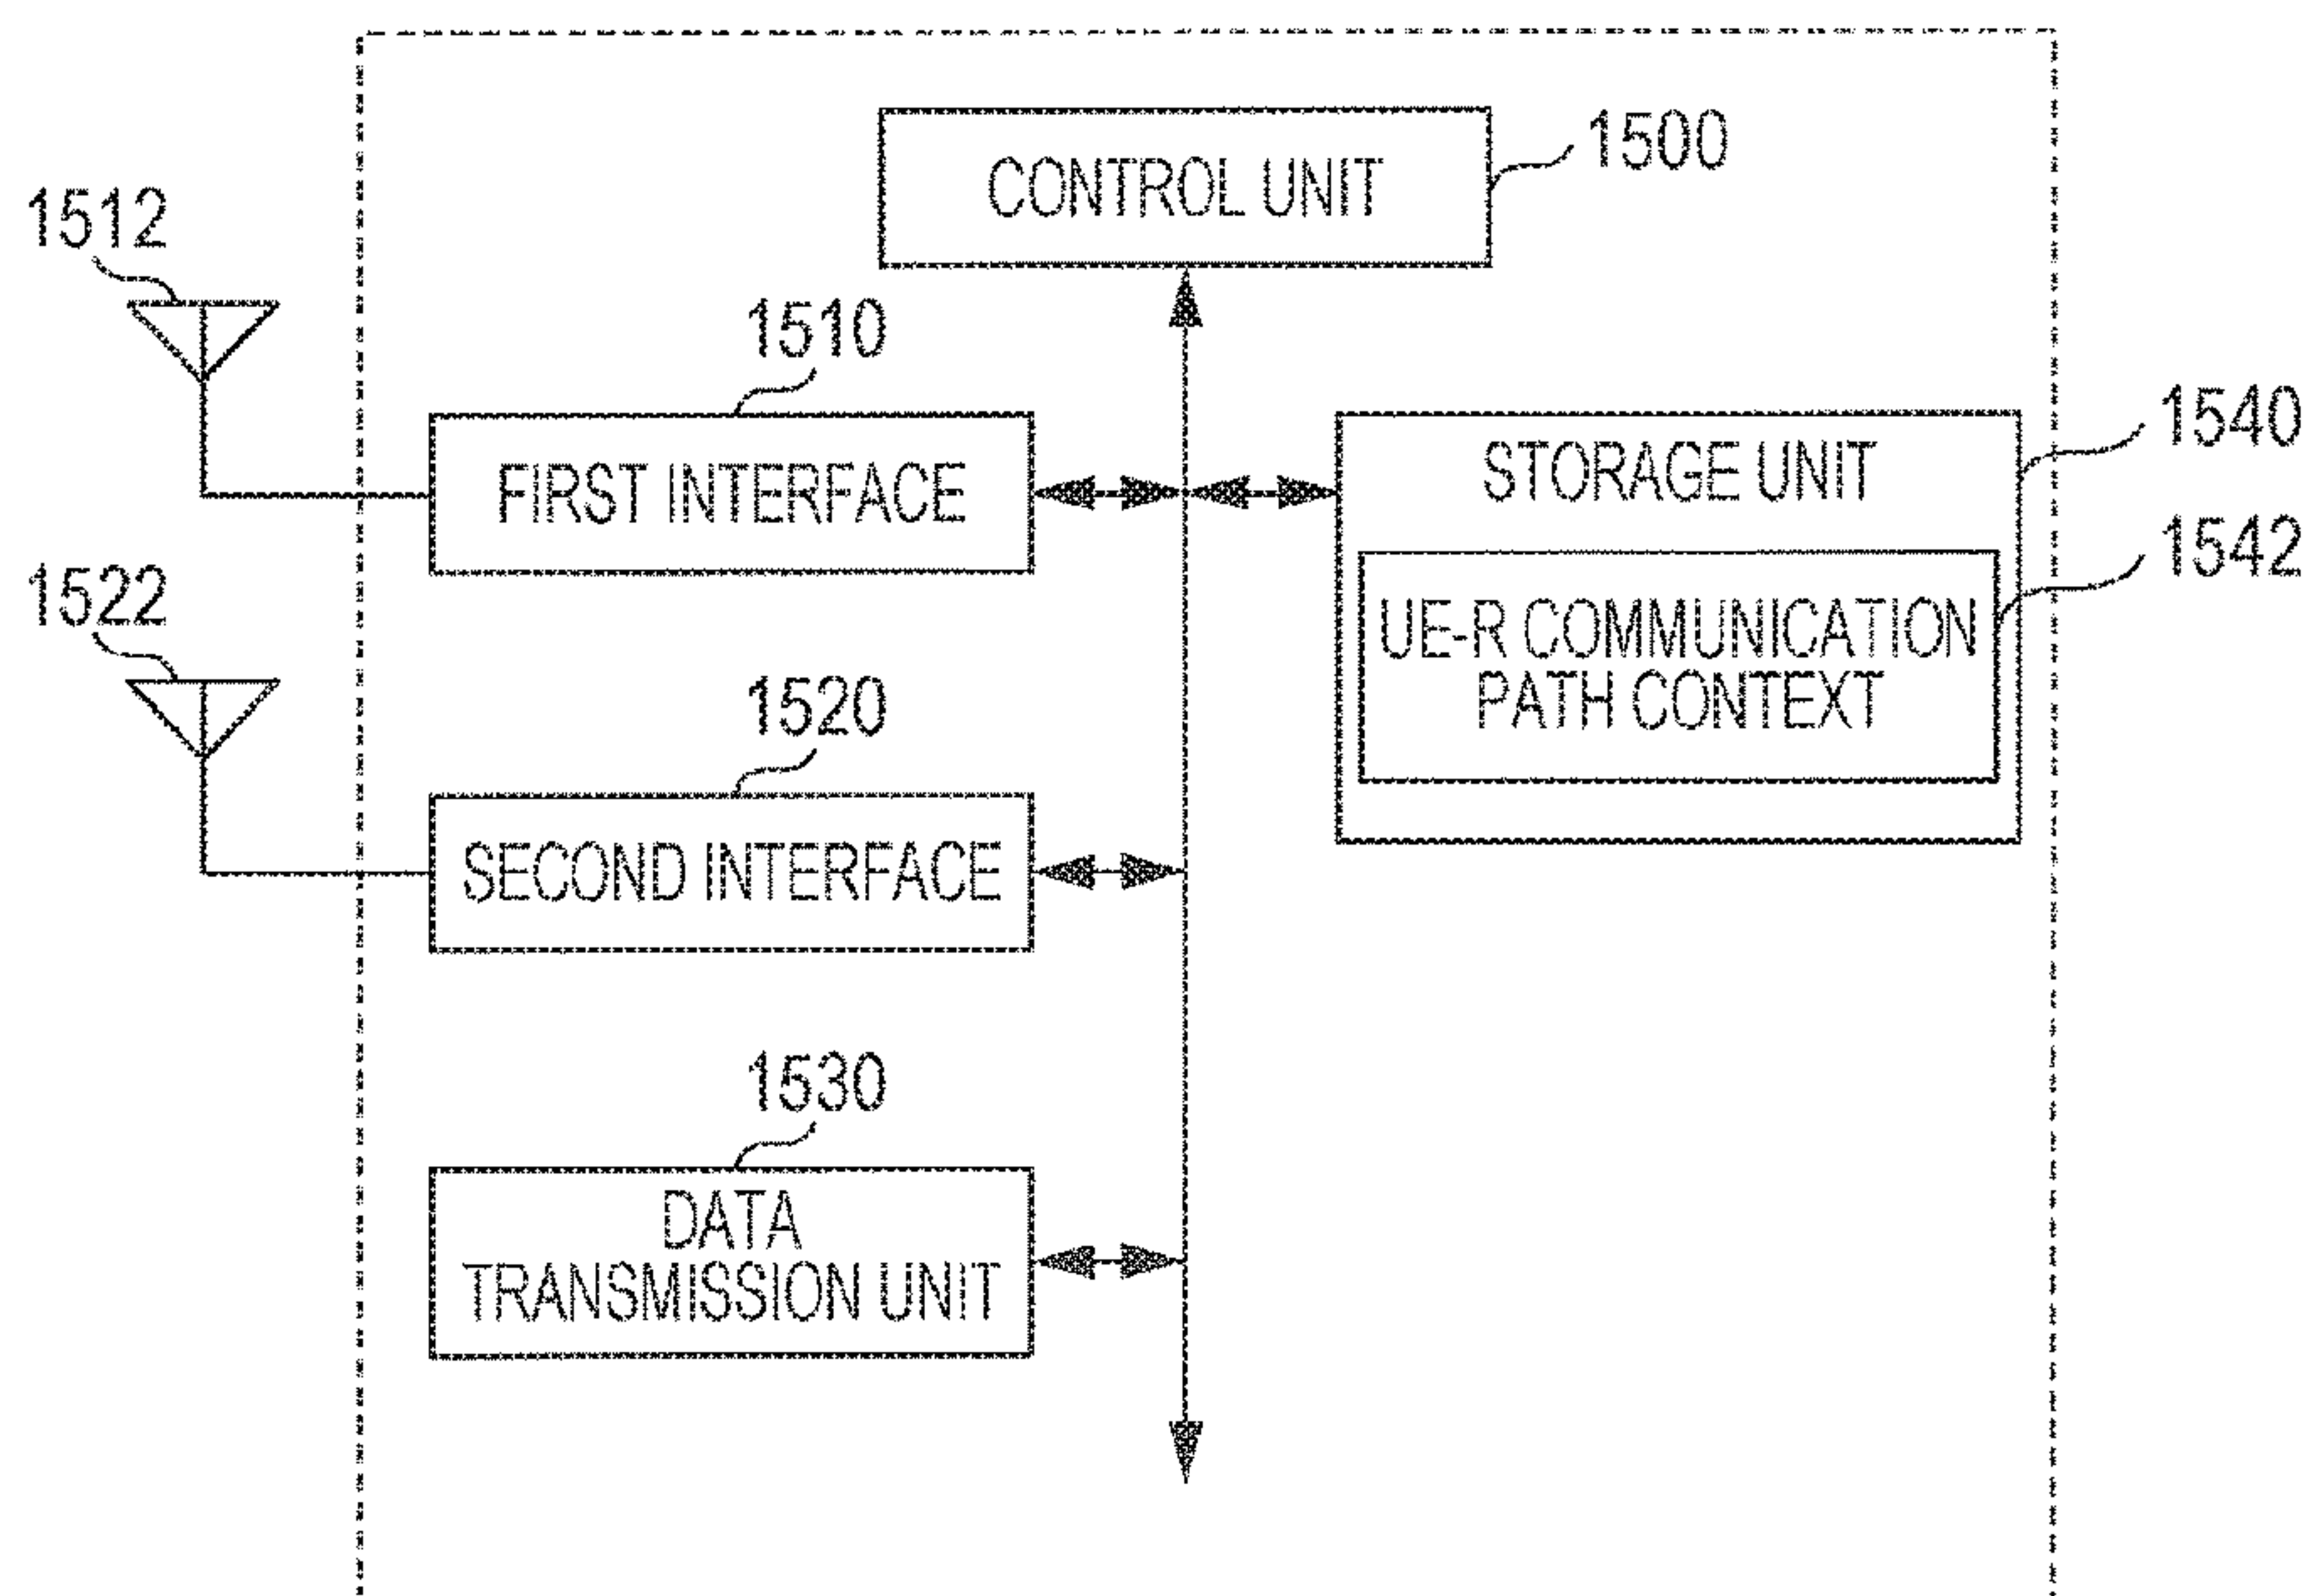 CONTROL UNIT
1500
1512
1510
FIRST INTERFACE
STORAGE UNIT
1540
1542
UE-R COMMUNICATION
PATH CONTEXT
1522
1520
SECOND INTERFACE
1530
DATA
TRANSMISSION UNIT